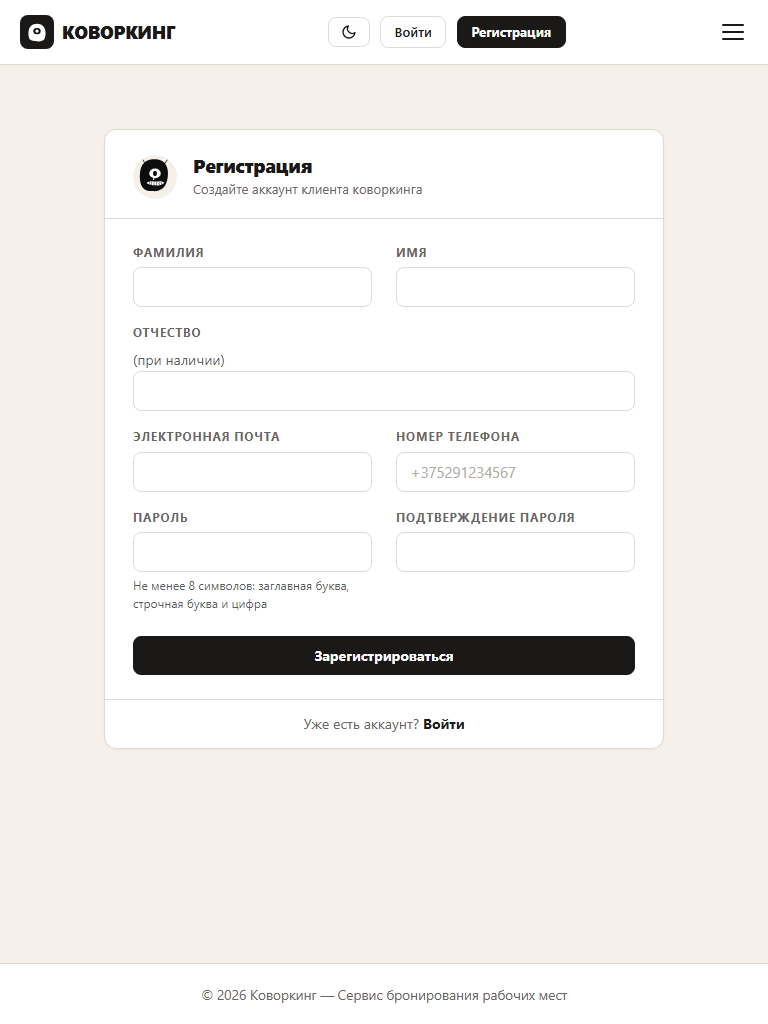 КОВОРКИНГ
Войти
Регистрация
Регистрация
Создайте аккаунт клиента коворкинга
ФАМИЛИЯ
ИМЯ
ОТЧЕСТВО
(при наличии)
ЭЛЕКТРОННАЯ ПОЧТА
НОМЕР ТЕЛЕФОНА
+375291234567
ПАРОЛЬ
ПОДТВЕРЖДЕНИЕ ПАРОЛЯ
Не менее 8 символов: заглавная буква,
строчная буква и цифра
Зарегистрироваться
Уже есть аккаунт? Войти
© 2026 Коворкинг — Сервис бронирования рабочих мест